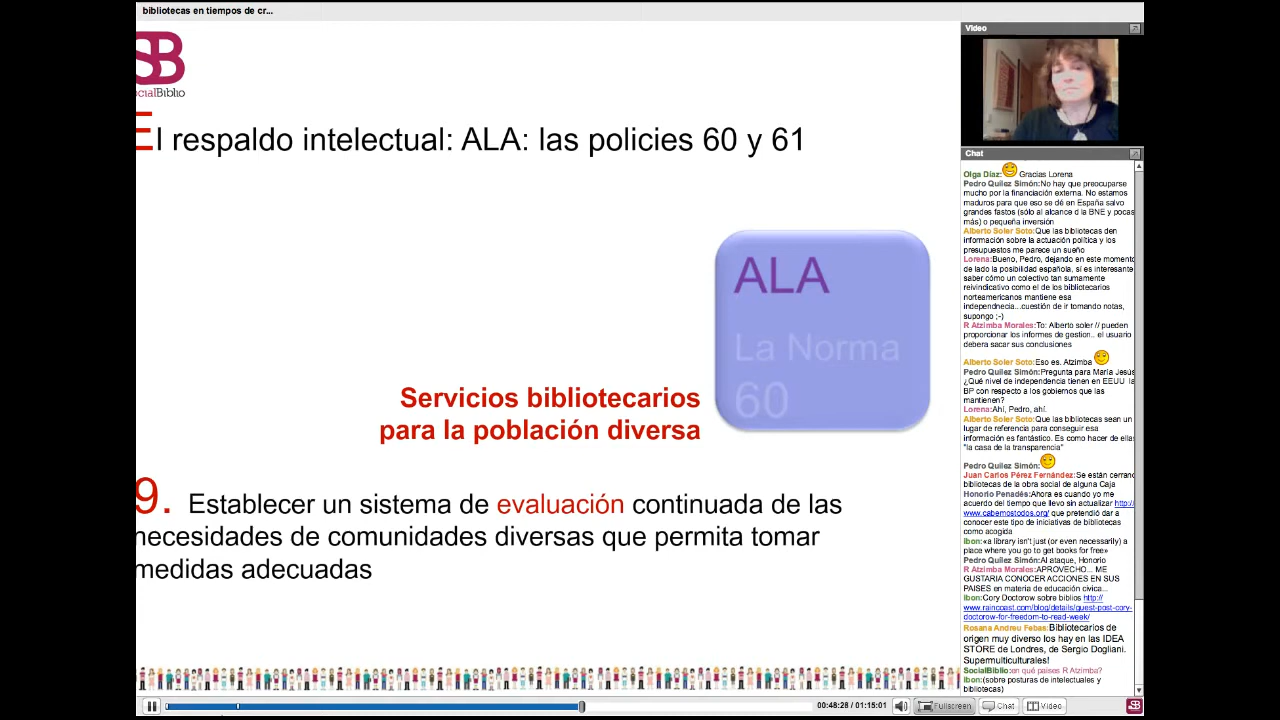 bibliotecas en tiempos de cr...
SB
cialBiblio
El respaldo intelectual: ALA: las policies 60 y 61
ALA
La Norma
60
Servicios bibliotecarios
para la población diversa
9. Establecer un sistema de evaluación continuada de las
necesidades de comunidades diversas que permita tomar
medidas adecuadas
Video
Chat
Olga Díaz: Gracias Lorena
Pedro Quílez Simón:No hay que preocuparse
mucho por la financiación externa. No estamos
maduros para que eso se dé en España salvo
grandes fastos (sólo al alcance d la BNE y pocas
más) o pequeña inversión
Alberto Soler Soto:Que las bibliotecas den
información sobre la actuación política y los
presupuestos me parece un sueño
Lorena:Bueno, Pedro, dejando en este momento
de lado la posibilidad española, sí es interesante
saber cómo un colectivo tan sumamente
reivindicativo como el de los bibliotecarios
norteamericanos mantiene esa
independnecia...cuestión de ir tomando notas,
supongo ;-)
R Atzimba Morales:To: Alberto soler // pueden
proporcionar los informes de gestion.. el usuario
debera sacar sus conclusiones
Alberto Soler Soto:Eso es. Atzimba
Pedro Quílez Simón:Pregunta para María Jesús
¿Qué nivel de independencia tienen en EEUU la
BP con respecto a los gobiernos que las
mantienen?
Lorena:Ahí, Pedro, ahí.
Alberto Soler Soto:Que las bibliotecas sean un
lugar de referencia para conseguir esa
información es fantástico. Es como hacer de ellas
"la casa de la transparencia"
Pedro Quílez Simón:
Juan Carlos Pérez Fernández:Se están cerrano
bibliotecas de la obra social de alguna Caja
Honorio Penadés:Ahora es cuando yo me
acuerdo del tiempo que llevo sin actualizar http://
www.cabemostodos.org/ que pretendió dar a
conocer este tipo de iniciativas de bibliotecas
como acogida
ibon:«a library isn't just (or even necessarily) a
place where you go to get books for free»
Pedro Quílez Simón:Al ataque, Honorio
R Atzimba Morales:APROVECHO... ME
GUSTARIA CONOCER ACCIONES EN SUS
PAISES en materia de educación cívica...
Ibon:Cory Doctorow sobre biblios http://
www.raincoast.com/blog/details/guest-post-cory-
doctorow-for-freedom-to-read-week/
Rosana Andreu Febas:Bibliotecarios de
origen muy diverso los hay en las IDEA
STORE de Londres, de Sergio Dogliani.
Supermulticulturales!
SocialBiblio:en qué países R Atzimba?
Ibon:(sobre posturas de intelectuales y
bibliotecas)
00:48:28 / 01:15:01
Fullscreen
Chat
Video
SB